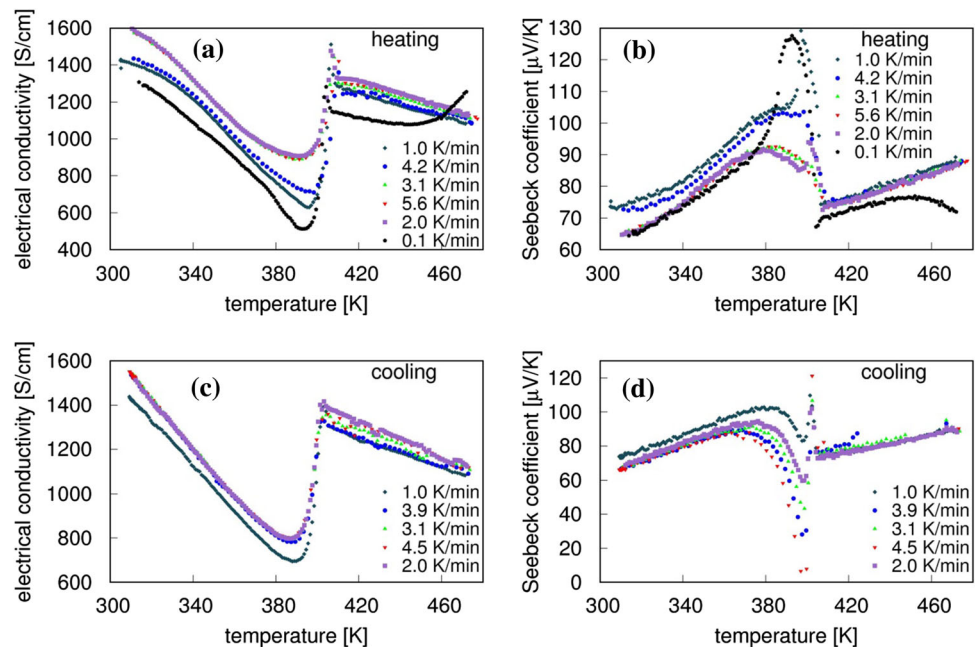 (a) heating
electrical conductivity [S/cm]
1600
1400
1200
1000
800
600
400
1.0 K/min
4.2 K/min
3.1 K/min
5.6 K/min
2.0 K/min
0.1 K/min
300 340 380 420 460
temperature [K]
(b) heating
Seebeck coefficient [µV/K]
130
120
110
100
90
80
70
60
1.0 K/min
4.2 K/min
3.1 K/min
5.6 K/min
2.0 K/min
0.1 K/min
300 340 380 420 460
temperature [K]
(c) cooling
electrical conductivity [S/cm]
1600
1400
1200
1000
800
600
1.0 K/min
3.9 K/min
3.1 K/min
4.5 K/min
2.0 K/min
300 340 380 420 460
temperature [K]
(d) cooling
Seebeck coefficient [µV/K]
120
100
80
60
40
20
0
1.0 K/min
3.9 K/min
3.1 K/min
4.5 K/min
2.0 K/min
300 340 380 420 460
temperature [K]